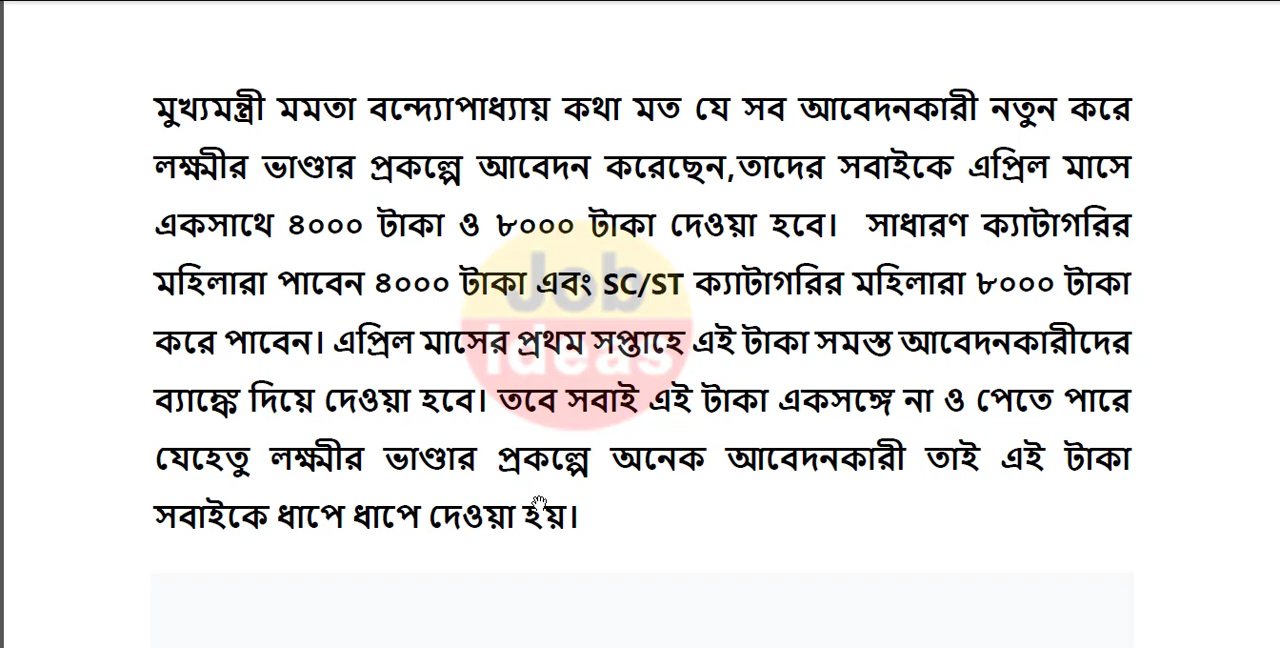 মুখ্যমন্ত্রী মমতা বন্দ্যোপাধ্যায় কথা মত যে সব আবেদনকারী নতুন করে
লক্ষ্মীর ভাণ্ডার প্রকল্পে আবেদন করেছেন,তাদের সবাইকে এপ্রিল মাসে
একসাথে ৪০০০ টাকা ও ৮০০০ টাকা দেওয়া হবে। সাধারণ ক্যাটাগরির
মহিলারা পাবেন ৪০০০ টাকা এবং SC/ST ক্যাটাগরির মহিলারা ৮০০০ টাকা
করে পাবেন। এপ্রিল মাসের প্রথম সপ্তাহে এই টাকা সমস্ত আবেদনকারীদের
ব্যাঙ্কে দিয়ে দেওয়া হবে। তবে সবাই এই টাকা একসঙ্গে না ও পেতে পারে
যেহেতু লক্ষ্মীর ভাণ্ডার প্রকল্পে অনেক আবেদনকারী তাই এই টাকা
সবাইকে ধাপে ধাপে দেওয়া হয়।
Job
Ideas